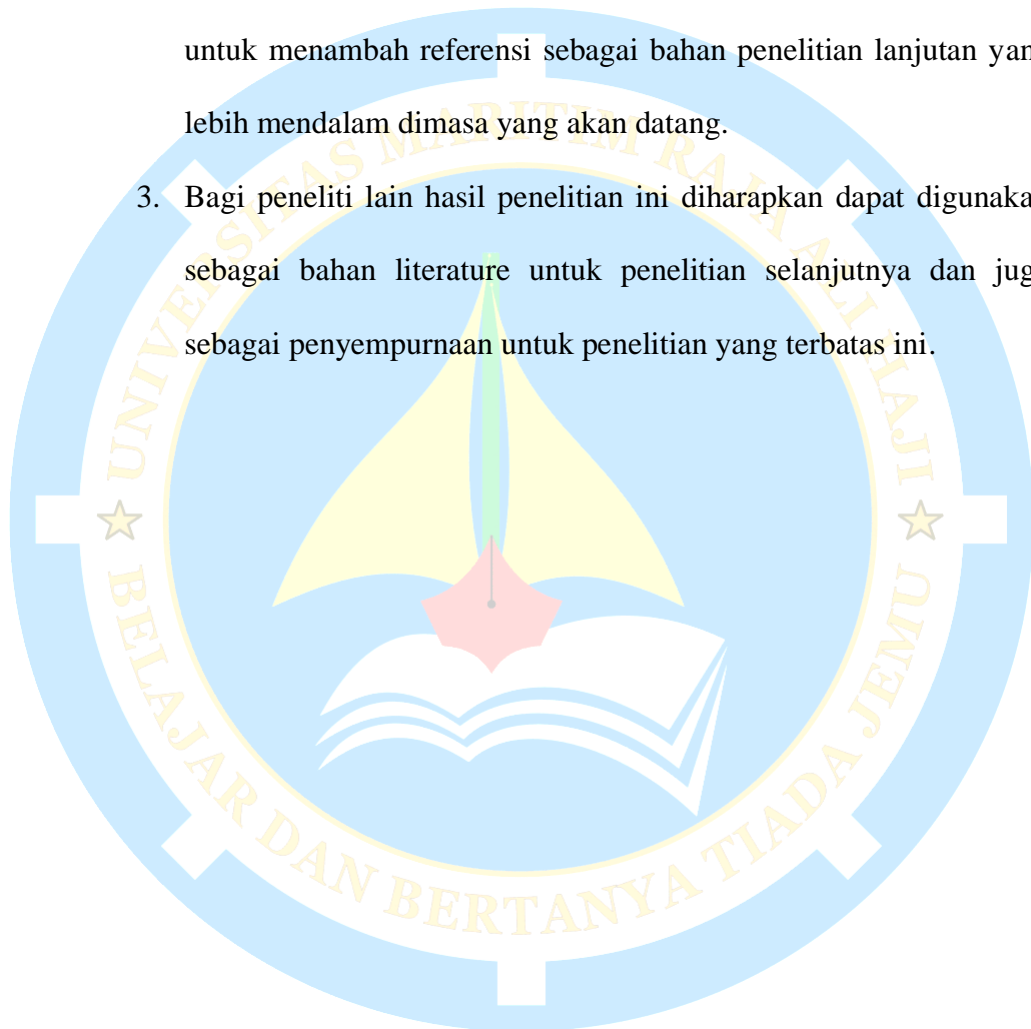 untuk menambah referensi sebagai bahan penelitian lanjutan yan
lebih mendalam dimasa yang akan datang.
3. Bagi peneliti lain hasil penelitian ini diharapkan dapat digunaka
sebagai bahan literature untuk penelitian selanjutnya dan jug
sebagai penyempurnaan untuk penelitian yang terbatas ini.
UNIVERSITAS MARITIM RAJA ALI HAJI
BELAJAR DAN BERTANYA TIADA JEMU